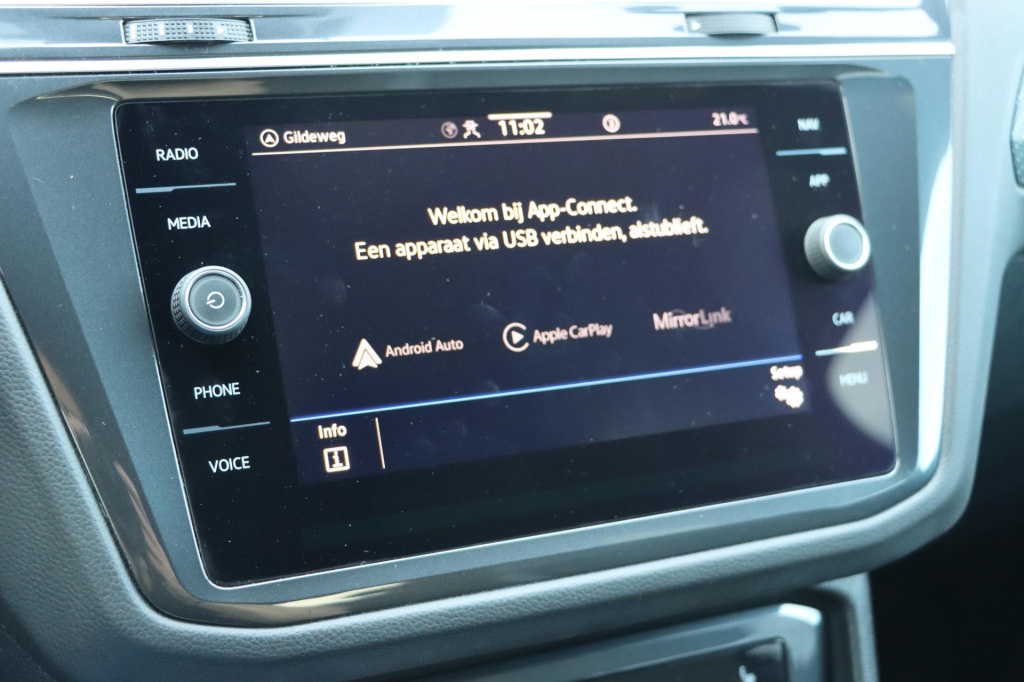 Gildeweg 11:02 21.0°C
RADIO
MEDIA
PHONE
VOICE
Welkom bij App-Connect.
Een apparaat via USB verbinden, alstublieft.
Android Auto
Apple CarPlay
MirrorLink
Info
Setup
NAV
APP
CAR
MENU